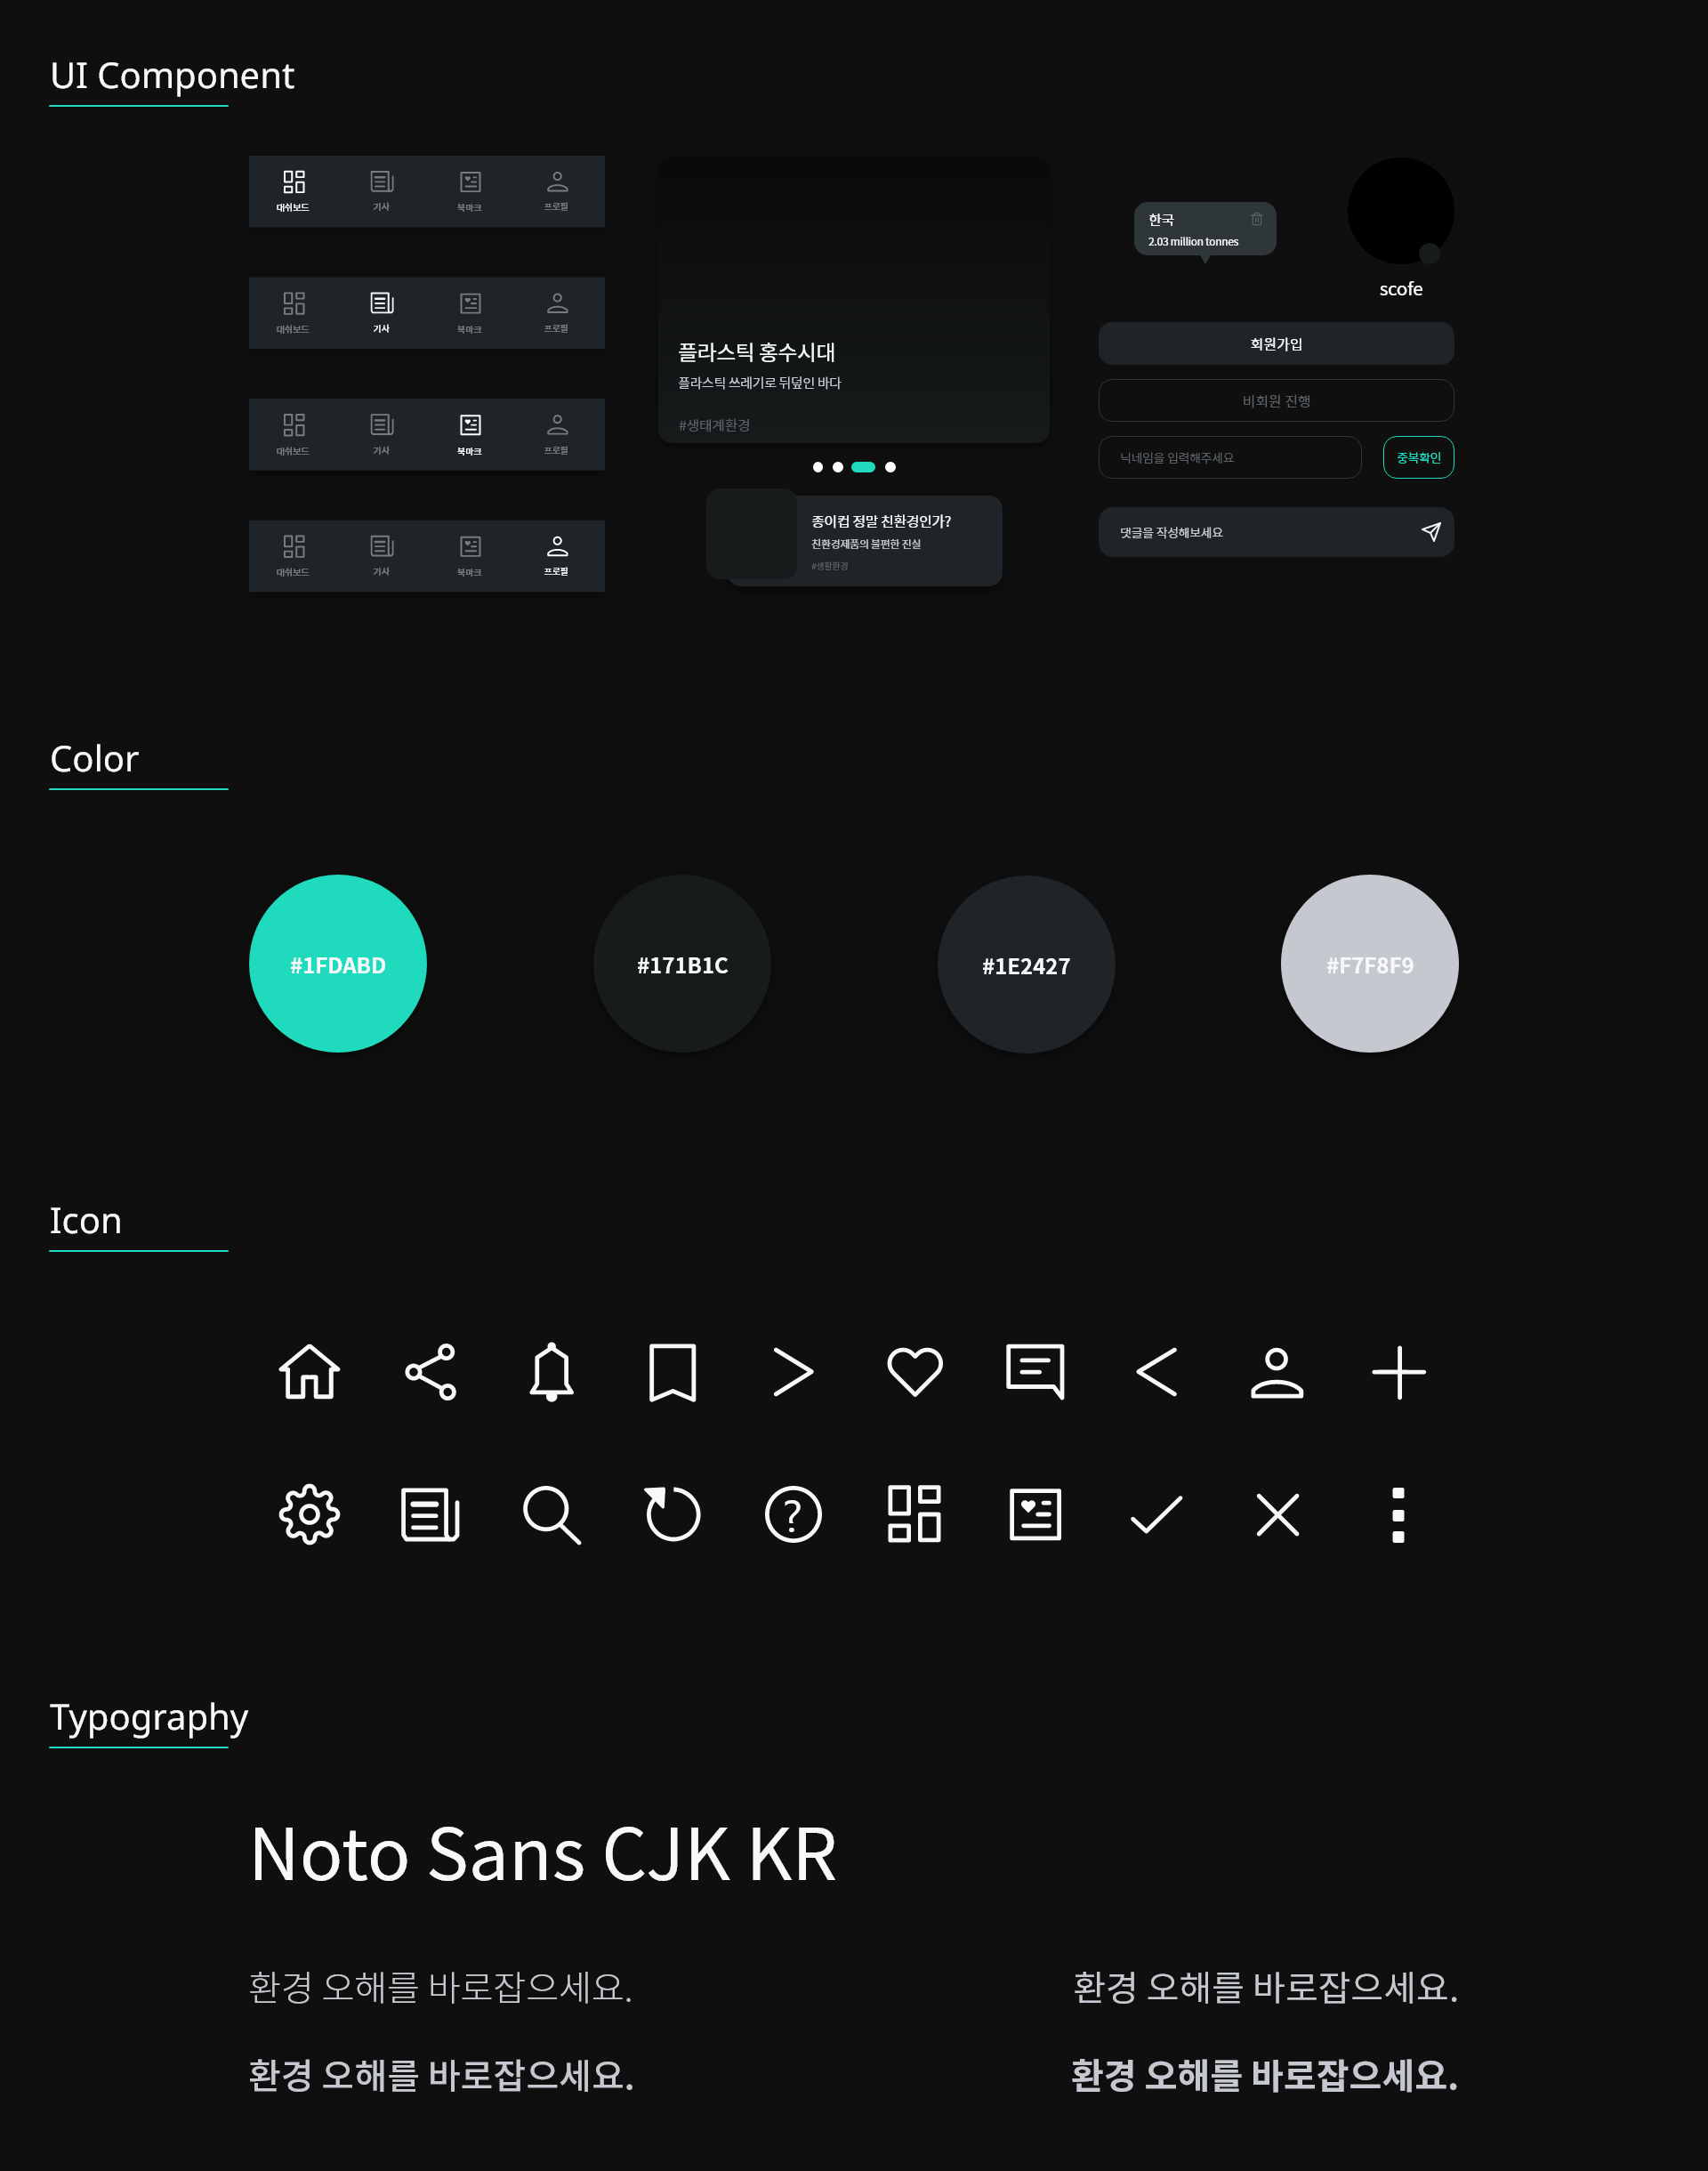 UI Component
대쉬보드
기사
북마크
프로필
대쉬보드
기사
북마크
프로필
대쉬보드
기사
북마크
프로필
대쉬보드
기사
북마크
프로필
플라스틱 홍수시대
플라스틱 쓰레기로 뒤덮인 바다
#생태계환경
종이컵 정말 친환경인가?
친환경제품의 불편한 진실
#생활환경
한국
2.03 million tonnes
scofe
회원가입
비회원 진행
닉네임을 입력해주세요
중복확인
댓글을 작성해보세요
Color
#1FDABD
#171B1C
#1E2427
#F7F8F9
Icon
?
Typography
Noto Sans CJK KR
환경 오해를 바로잡으세요.
환경 오해를 바로잡으세요.
환경 오해를 바로잡으세요.
환경 오해를 바로잡으세요.